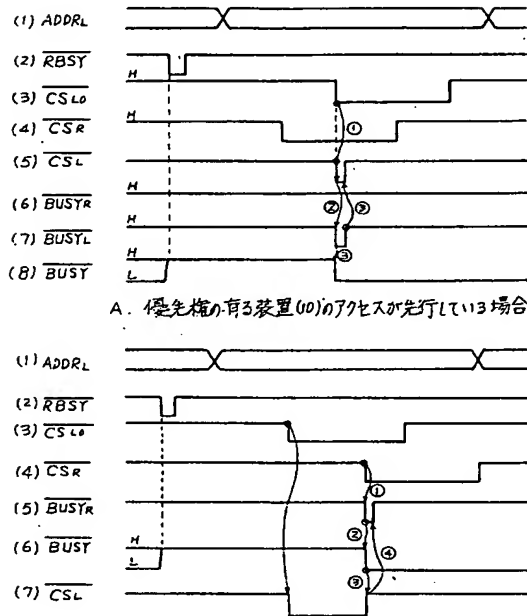 (1) ADDRL
(2) RBSY
H
(3) CSLO
H
(4) CSR
①
(5) CSL
H
(6) BUSYR
② ③
H
(7) BUSYL
③
H
(8) BUSY
L
A. 優先権の有る装置(10)のアクセスが先行している場合
(1) ADDRL
(2) RBSY
(3) CSLO
(4) CSR
①
(5) BUSYR
②
(6) BUSY
H
④
L
③
(7) CSL